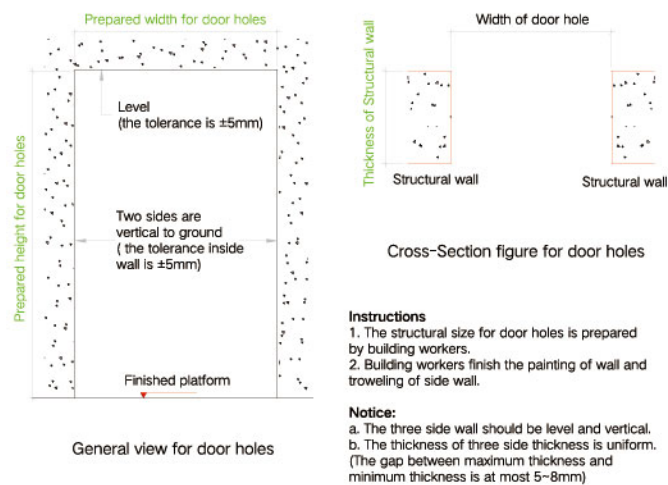 Prepared width for door holes
Prepared height for door holes
Level
(the tolerance is ±5mm)
Two sides are
vertical to ground
( the tolerance inside
wall is ±5mm)
Finished platform
General view for door holes
Width of door hole
Thickness of Structural wall
Structural wall
Structural wall
Cross-Section figure for door holes
Instructions
1. The structural size for door holes is prepared
by building workers.
2. Building workers finish the painting of wall and
troweling of side wall.
Notice:
a. The three side wall should be level and vertical.
b. The thickness of three side thickness is uniform.
(The gap between maximum thickness and
minimum thickness is at most 5~8mm)